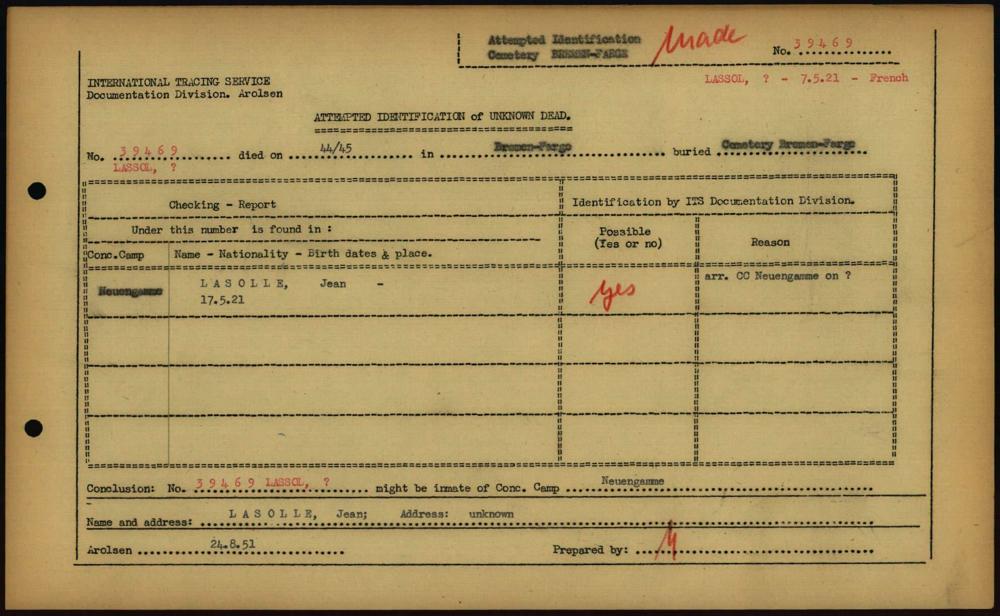 Attempted Identification
Cemetery BREMEN-FARGE
Made
No. 39469
LASSOL, ? - 7.5.21 - French
INTERNATIONAL TRACING SERVICE
Documentation Division. Arolsen
ATTEMPTED IDENTIFICATION of UNKNOWN DEAD.
No. 39469 died on 44/45 in Bremen-Farge buried Cemetery Bremen-Farge
LASSOL, ?
Checking - Report
Identification by ITS Documentation Division.
Under this number is found in :
Possible
(Yes or no)
Reason
Conc.Camp
Name - Nationality - Birth dates & place.
Neuengamme
LASOLLE, Jean -
17.5.21
yes
arr. CC Neuengamme on ?
Conclusion: No. 39469 LASSOL, ? might be inmate of Conc. Camp Neuengamme
Name and address: LASOLLE, Jean; Address: unknown
Arolsen 24.8.51
Prepared by: